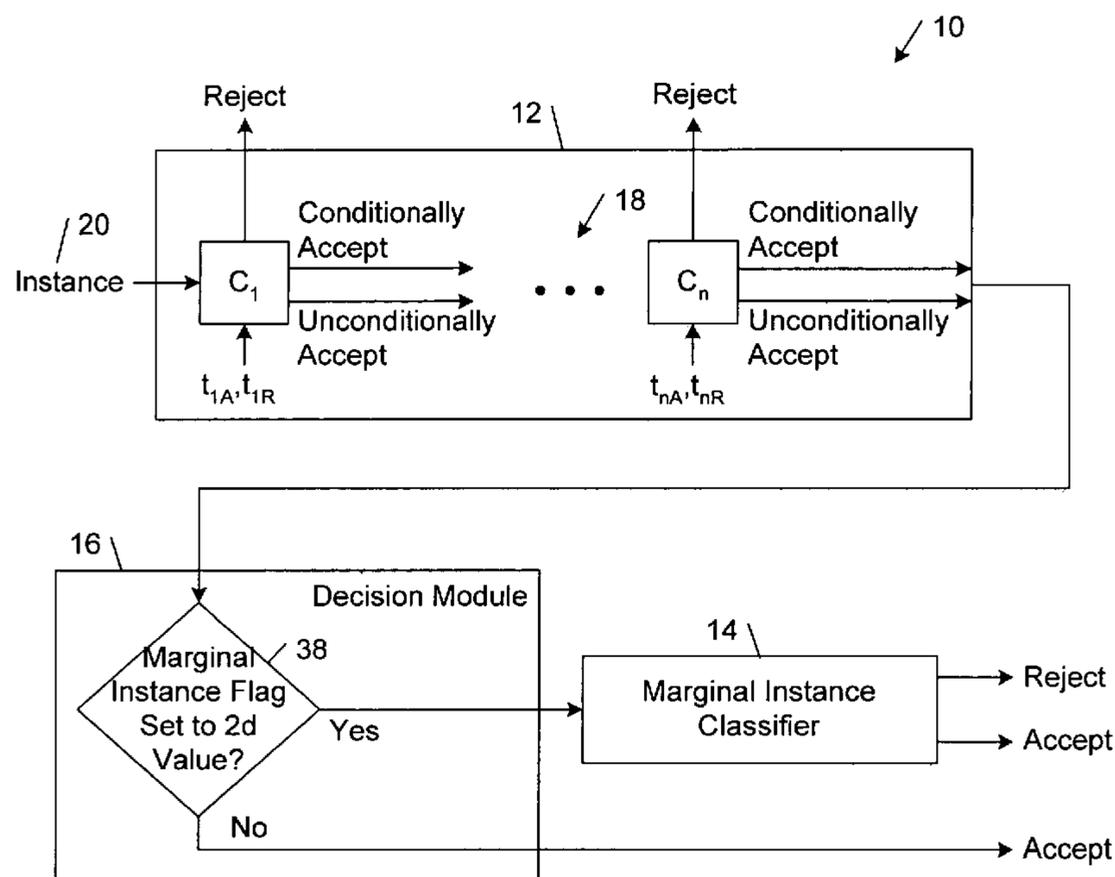 10
Reject
Reject
12
20
Instance
C1
Conditionally
Accept
Unconditionally
Accept
t1A,t1R
18
• • •
Cn
Conditionally
Accept
Unconditionally
Accept
tnA,tnR
16
Decision Module
Marginal
Instance Flag
Set to 2d
Value?
38
Yes
No
14
Marginal Instance
Classifier
Reject
Accept
Accept